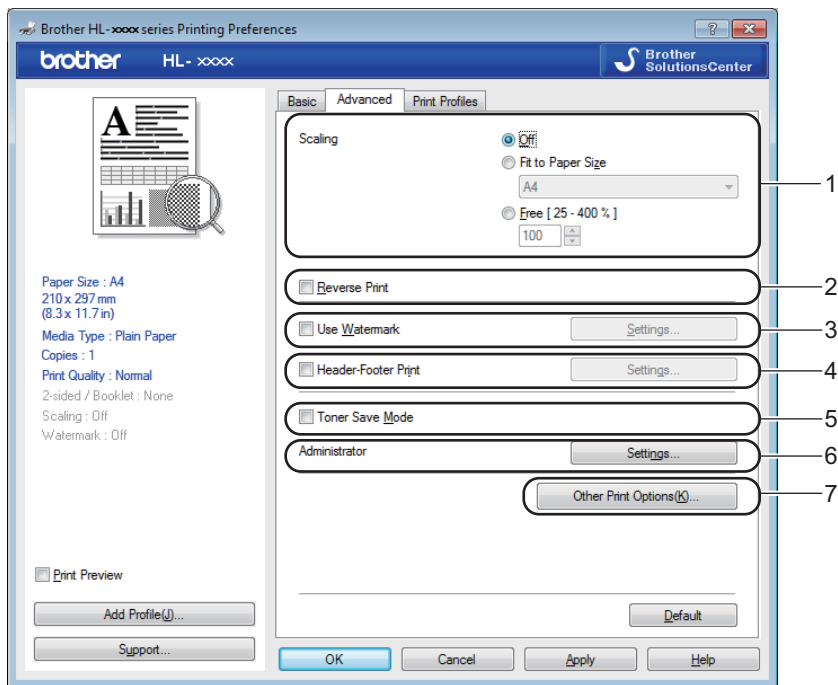 Brother HL-xxxx series Printing Preferences
brother HL-xxxx
Brother
SolutionsCenter
A
Paper Size : A4
210 x 297 mm
(8.3 x 11.7 in)
Media Type : Plain Paper
Copies : 1
Print Quality : Normal
2-sided / Booklet : None
Scaling : Off
Watermark : Off
Print Preview
Add Profile(J)...
Support...
Basic Advanced Print Profiles
Scaling
Off
Fit to Paper Size
A4
Free [ 25 - 400 % ]
100
1
Reverse Print
2
Use Watermark Settings...
3
Header-Footer Print Settings...
4
Toner Save Mode
5
Administrator Settings...
6
Other Print Options(K)...
7
Default
OK Cancel Apply Help